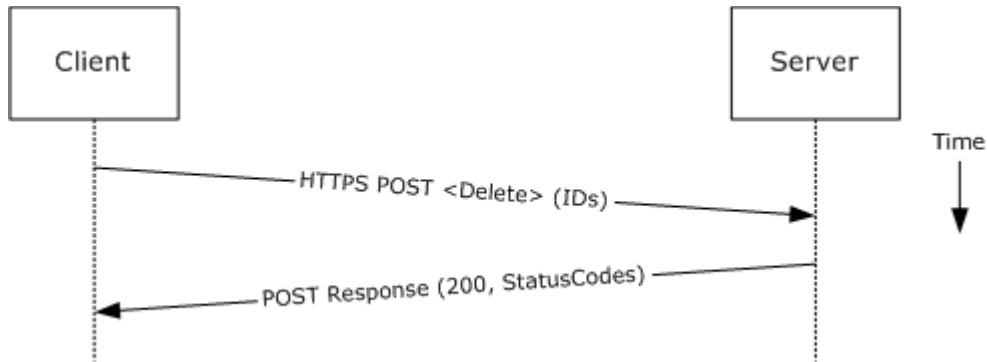 Client
Server
Time
HTTPS POST <Delete> (IDs)
POST Response (200, StatusCodes)